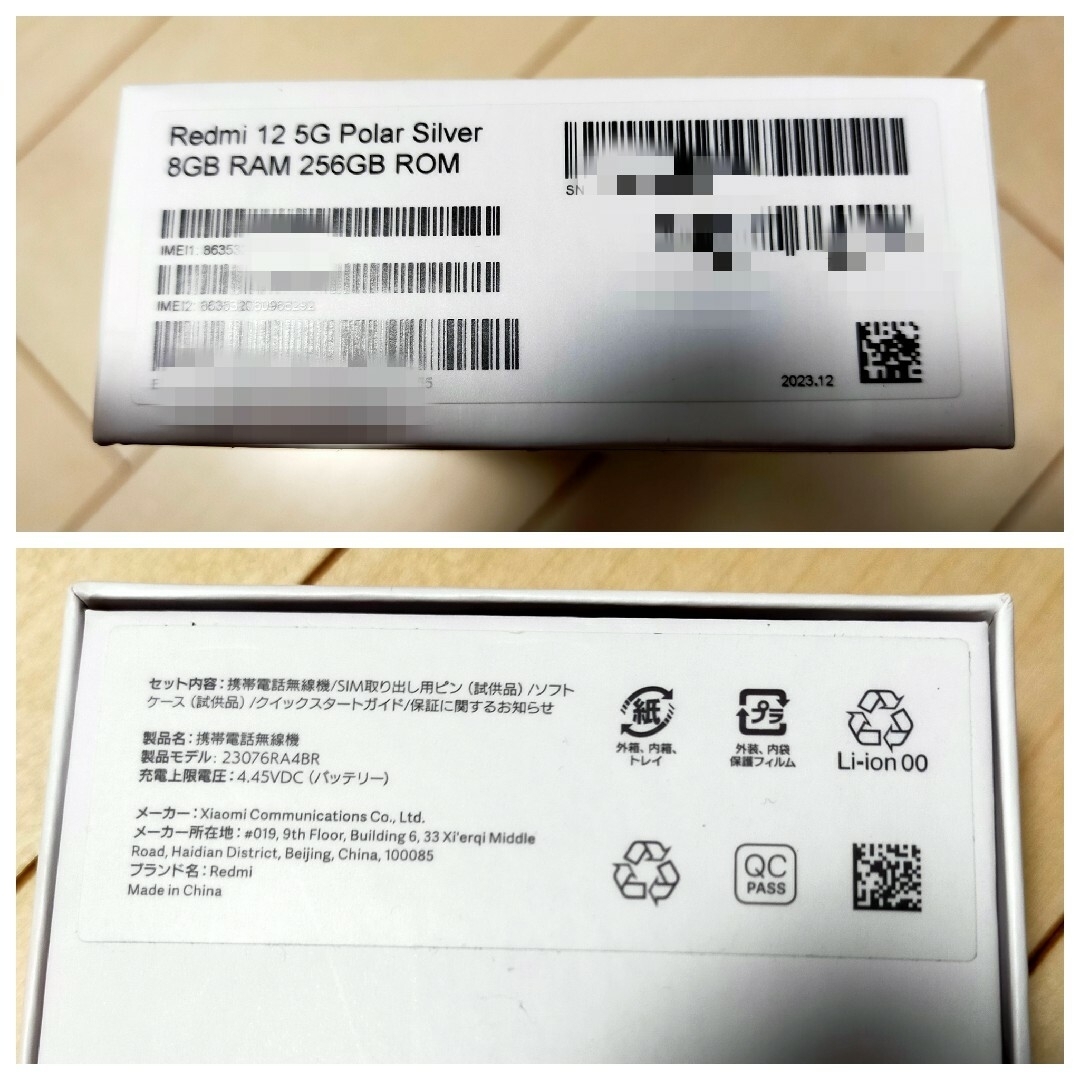 Redmi 12 5G Polar Silver
8GB RAM 256GB ROM
SN
IMEI1: 86353
IMEI2:
2023.12
セット内容:携帯電話無線機/SIM取り出し用ピン(試供品)/ソフト
ケース(試供品)/クイックスタートガイド/保証に関するお知らせ
製品名:携帯電話無線機
製品モデル: 23076RA4BR
充電上限電圧:4.45VDC (バッテリー)
メーカー:Xiaomi Communications Co., Ltd.
メーカー所在地:#019, 9th Floor, Building 6, 33 Xi'erqi Middle
Road, Haidian District, Beijing, China, 100085
ブランド名:Redmi
Made in China
紙
外箱、内箱、
トレイ
プラ
外装、内袋
保護フィルム
Li-ion 00
QC
PASS